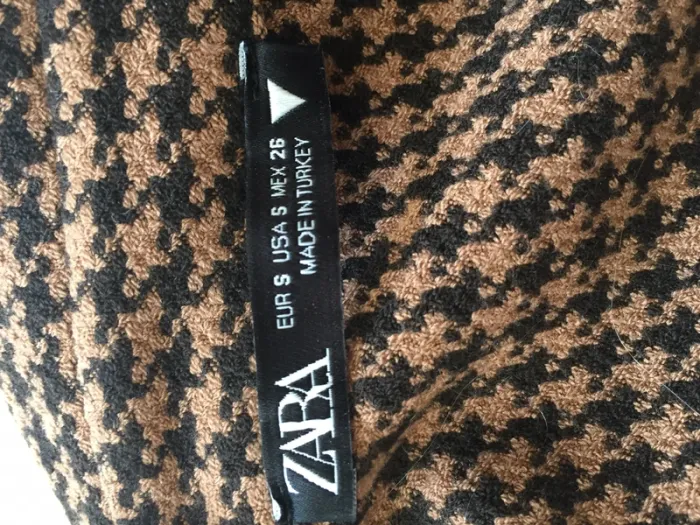 ZARA
EUR S USA S MEX 26
MADE IN TURKEY